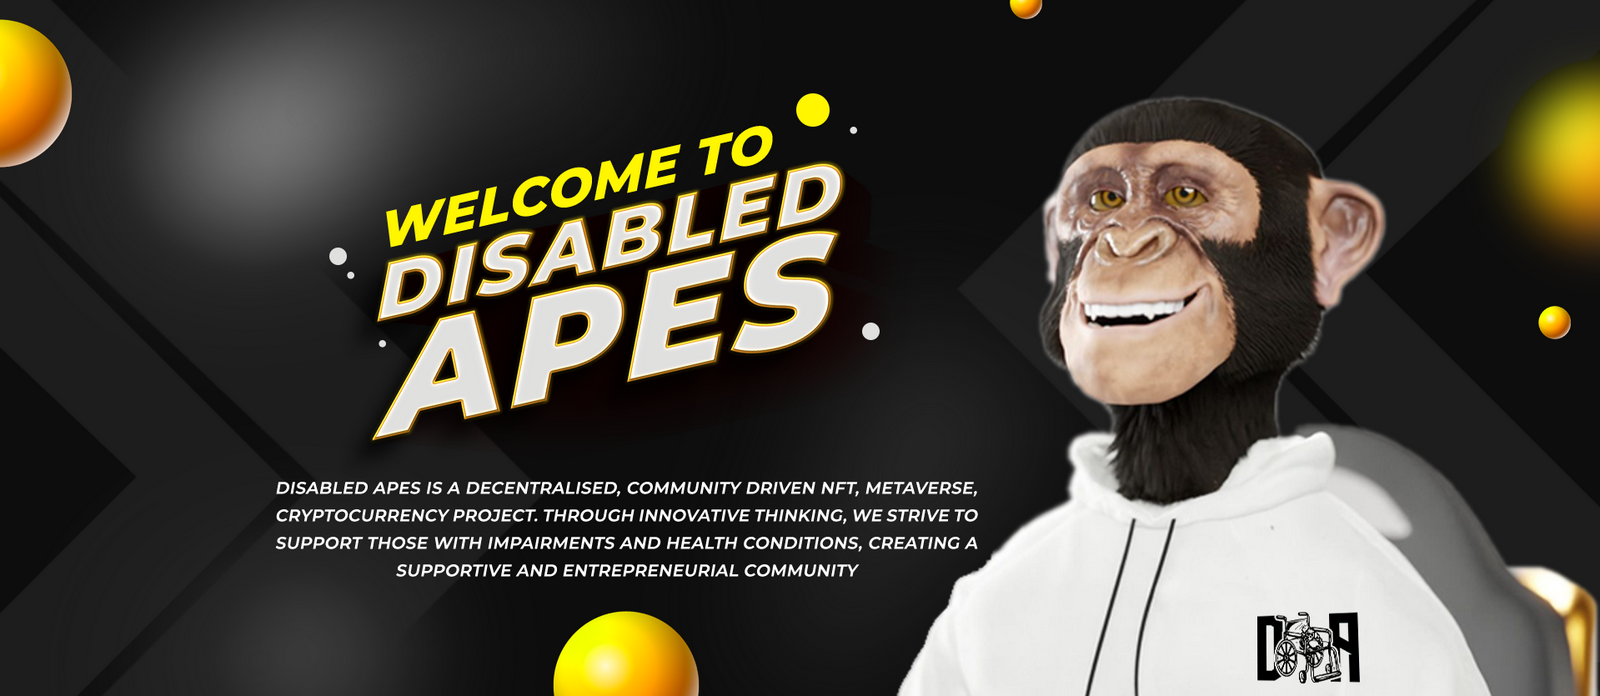 WELCOME TO
DISABLED
APES
DISABLED APES IS A DECENTRALISED, COMMUNITY DRIVEN NFT, METAVERSE,
CRYPTOCURRENCY PROJECT. THROUGH INNOVATIVE THINKING, WE STRIVE TO
SUPPORT THOSE WITH IMPAIRMENTS AND HEALTH CONDITIONS, CREATING A
SUPPORTIVE AND ENTREPRENEURIAL COMMUNITY
D A